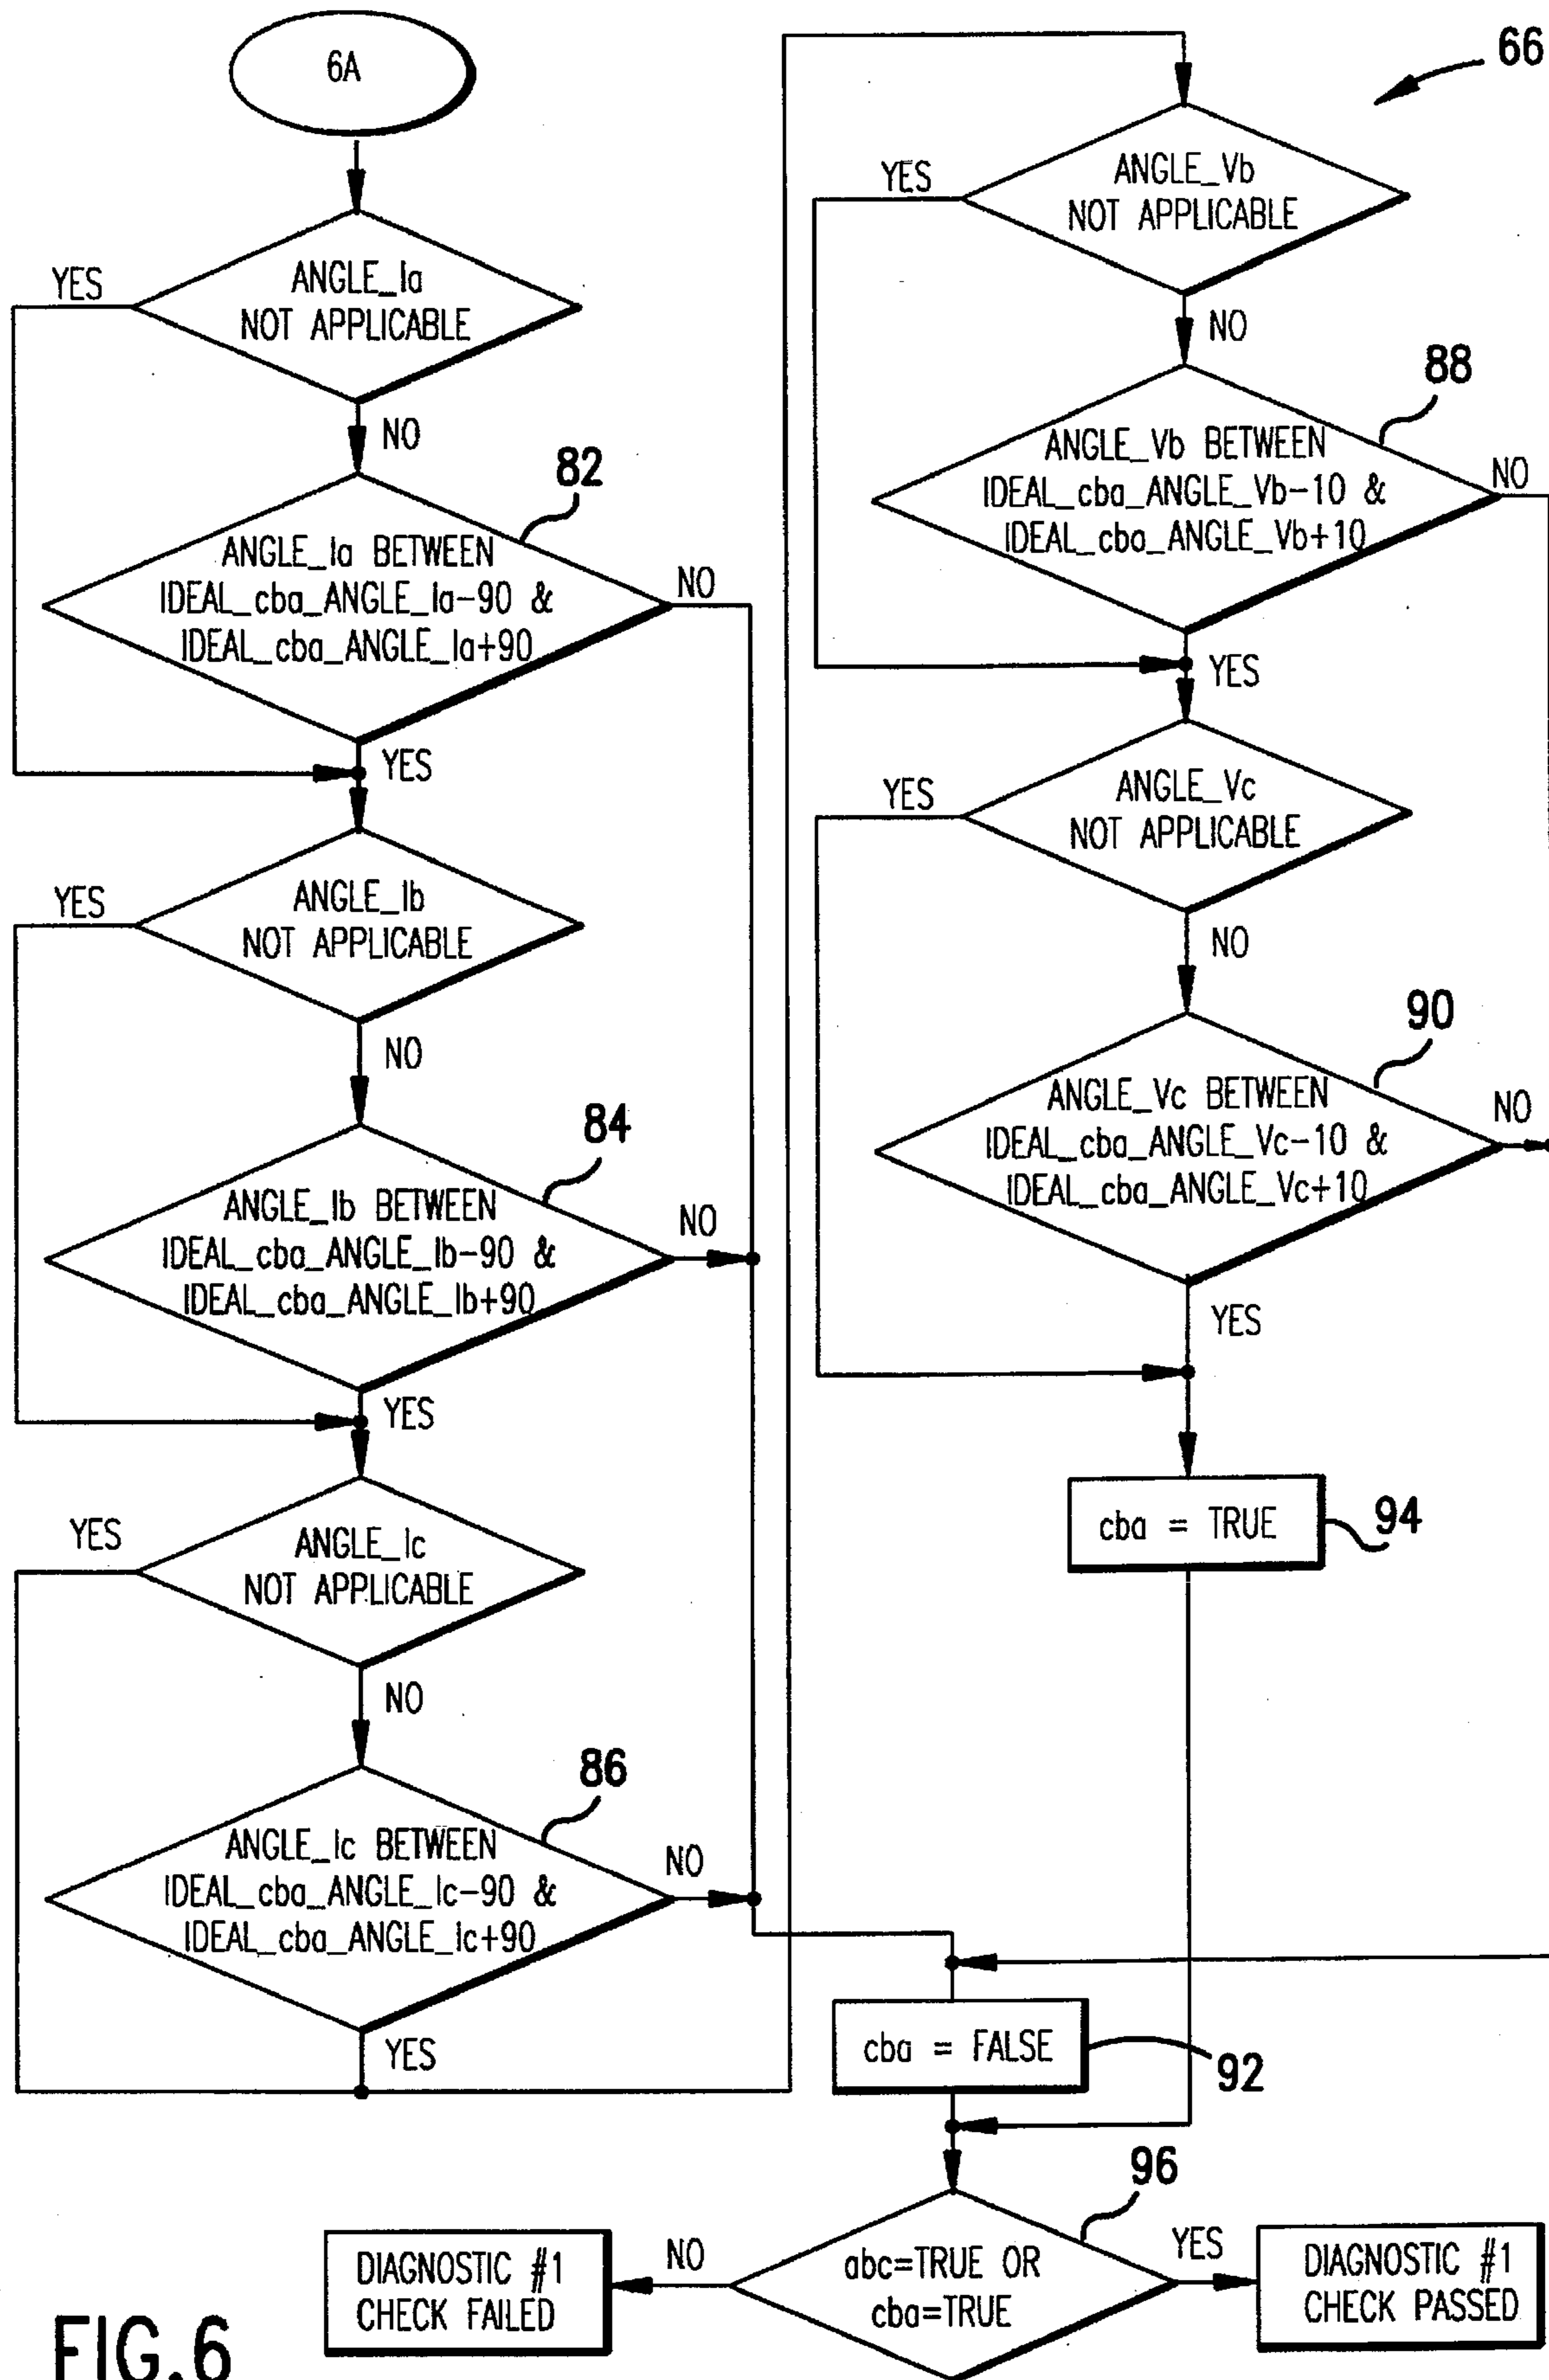 6A
ANGLE_Ia
NOT APPLICABLE
YES
NO
82
ANGLE_Ia BETWEEN
IDEAL_cba_ANGLE_Ia-90 &
IDEAL_cba_ANGLE_Ia+90
NO
YES
ANGLE_Ib
NOT APPLICABLE
YES
NO
84
ANGLE_Ib BETWEEN
IDEAL_cba_ANGLE_Ib-90 &
IDEAL_cba_ANGLE_Ib+90
NO
YES
ANGLE_Ic
NOT APPLICABLE
YES
NO
86
ANGLE_Ic BETWEEN
IDEAL_cba_ANGLE_Ic-90 &
IDEAL_cba_ANGLE_Ic+90
NO
YES
66
ANGLE_Vb
NOT APPLICABLE
YES
NO
88
ANGLE_Vb BETWEEN
IDEAL_cba_ANGLE_Vb-10 &
IDEAL_cba_ANGLE_Vb+10
NO
YES
ANGLE_Vc
NOT APPLICABLE
YES
NO
90
ANGLE_Vc BETWEEN
IDEAL_cba_ANGLE_Vc-10 &
IDEAL_cba_ANGLE_Vc+10
NO
YES
cba = TRUE
94
cba = FALSE
92
96
abc=TRUE OR
cba=TRUE
NO
YES
DIAGNOSTIC #1
CHECK FAILED
DIAGNOSTIC #1
CHECK PASSED
FIG.6